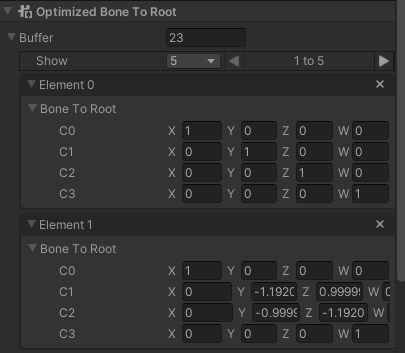 Optimized Bone To Root
Buffer 23
Show 5 1 to 5
Element 0 ×
Bone To Root
C0 X 1 Y 0 Z 0 W 0
C1 X 0 Y 1 Z 0 W 0
C2 X 0 Y 0 Z 1 W 0
C3 X 0 Y 0 Z 0 W 1
Element 1 ×
Bone To Root
C0 X 1 Y 0 Z 0 W 0
C1 X 0 Y -1.1920 Z 0.9999 W 0
C2 X 0 Y -0.9999 Z -1.1920 W
C3 X 0 Y 0 Z 0 W 1